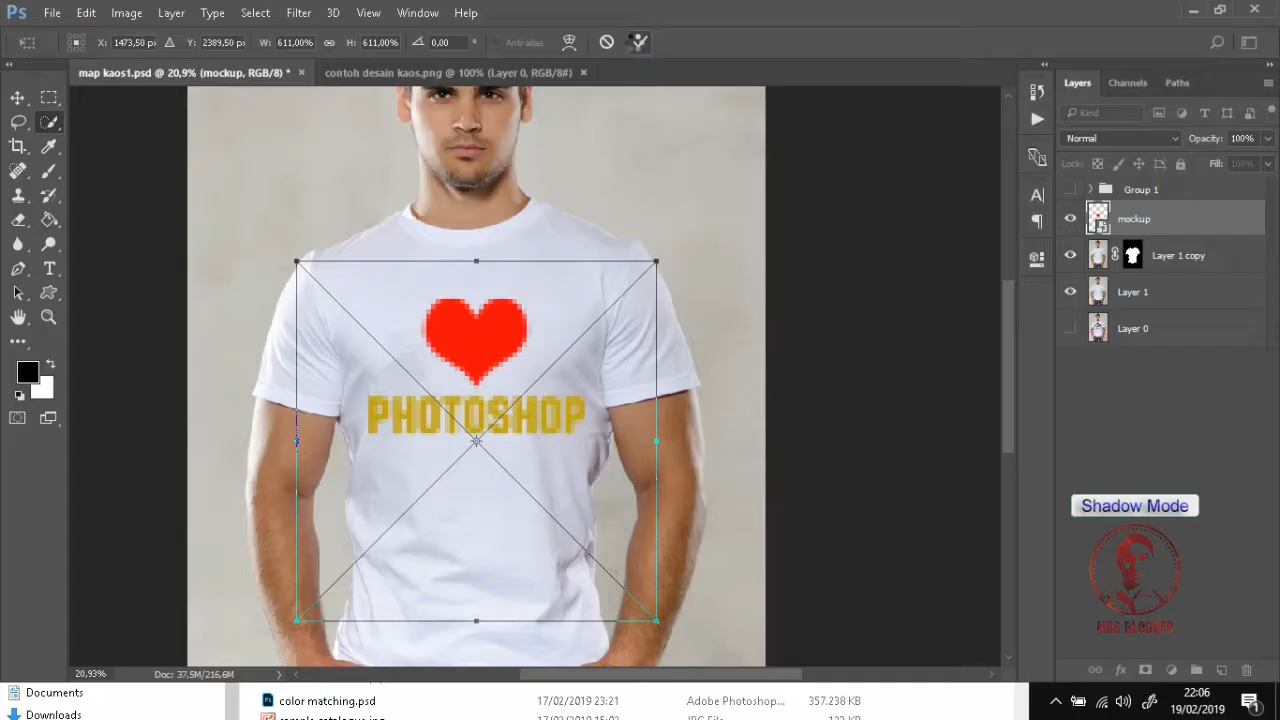 Ps File Edit Image Layer Type Select Filter 3D View Window Help
X: 1473,50 px Y: 2389,50 px W: 611,00% H: 611,00% 0,00 ° Anti-alias
map kaos1.psd @ 20,9% (mockup, RGB/8) * × contoh desain kaos.png @ 100% (Layer 0, RGB/8#) ×
Layers Channels Paths
Kind
Normal Opacity: 100%
Lock: Fill: 100%
Group 1
mockup
Layer 1 copy
Layer 1
Layer 0
PHOTOSHOP
Shadow Mode
MAS BLOGGER
20,93% Doc: 37,5M/216,6M
Documents
Downloads
color matching.psd 17/02/2019 23:21 Adobe Photoshop... 357.238 KB
22:06
19/02/2019
1